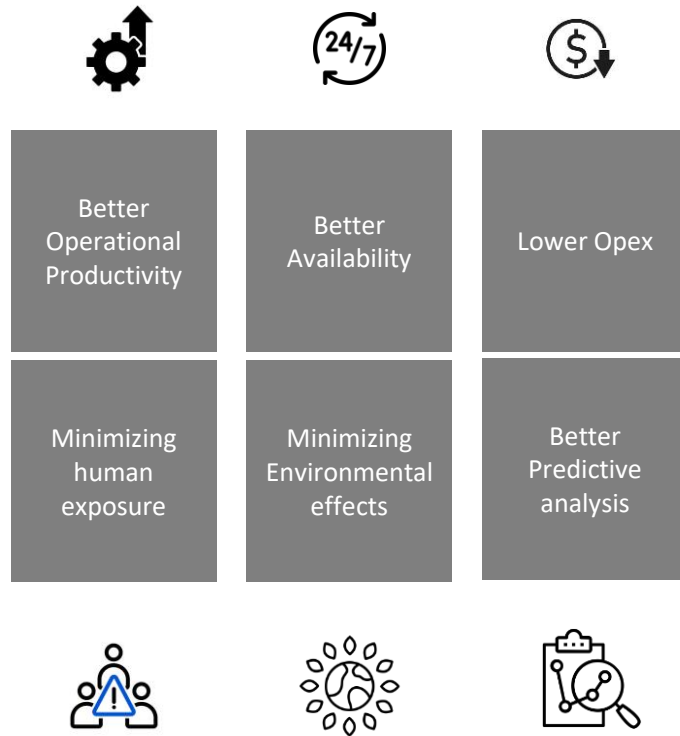 24/7
$
Better
Operational
Productivity
Better
Availability
Lower Opex
Minimizing
human
exposure
Minimizing
Environmental
effects
Better
Predictive
analysis
!